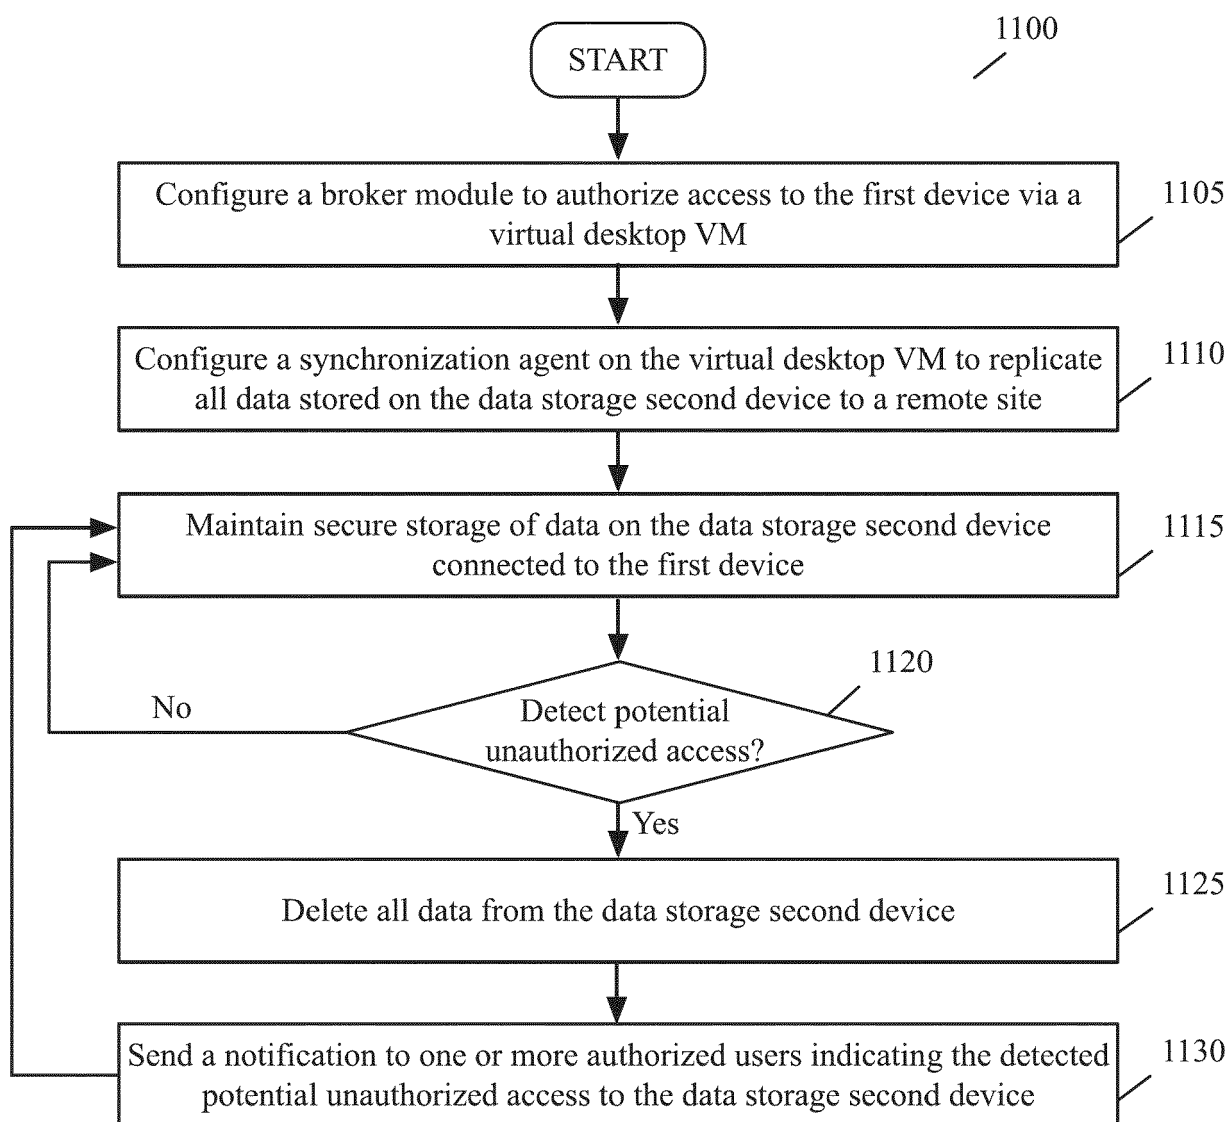 1100
START
Configure a broker module to authorize access to the first device via a
virtual desktop VM
1105
Configure a synchronization agent on the virtual desktop VM to replicate
all data stored on the data storage second device to a remote site
1110
Maintain secure storage of data on the data storage second device
connected to the first device
1115
1120
Detect potential
unauthorized access?
No
Yes
Delete all data from the data storage second device
1125
Send a notification to one or more authorized users indicating the detected
potential unauthorized access to the data storage second device
1130